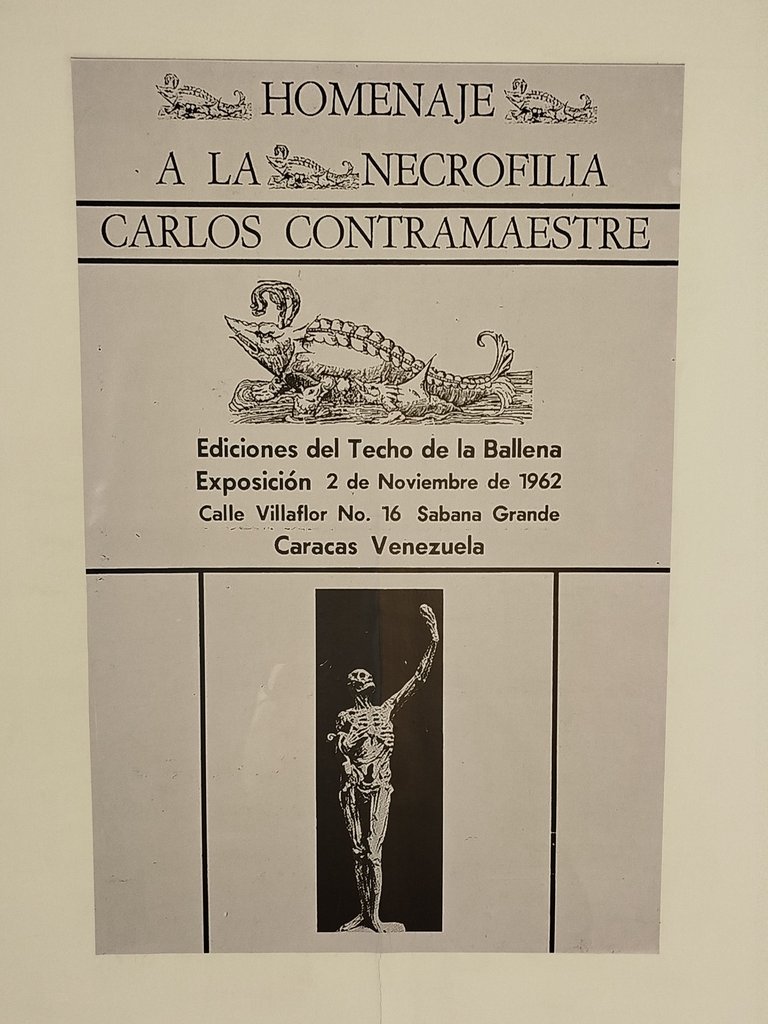 HOMENAJE
A LA NECROFILIA
CARLOS CONTRAMAESTRE
Ediciones del Techo de la Ballena
Exposición 2 de Noviembre de 1962
Calle Villaflor No. 16 Sabana Grande
Caracas Venezuela